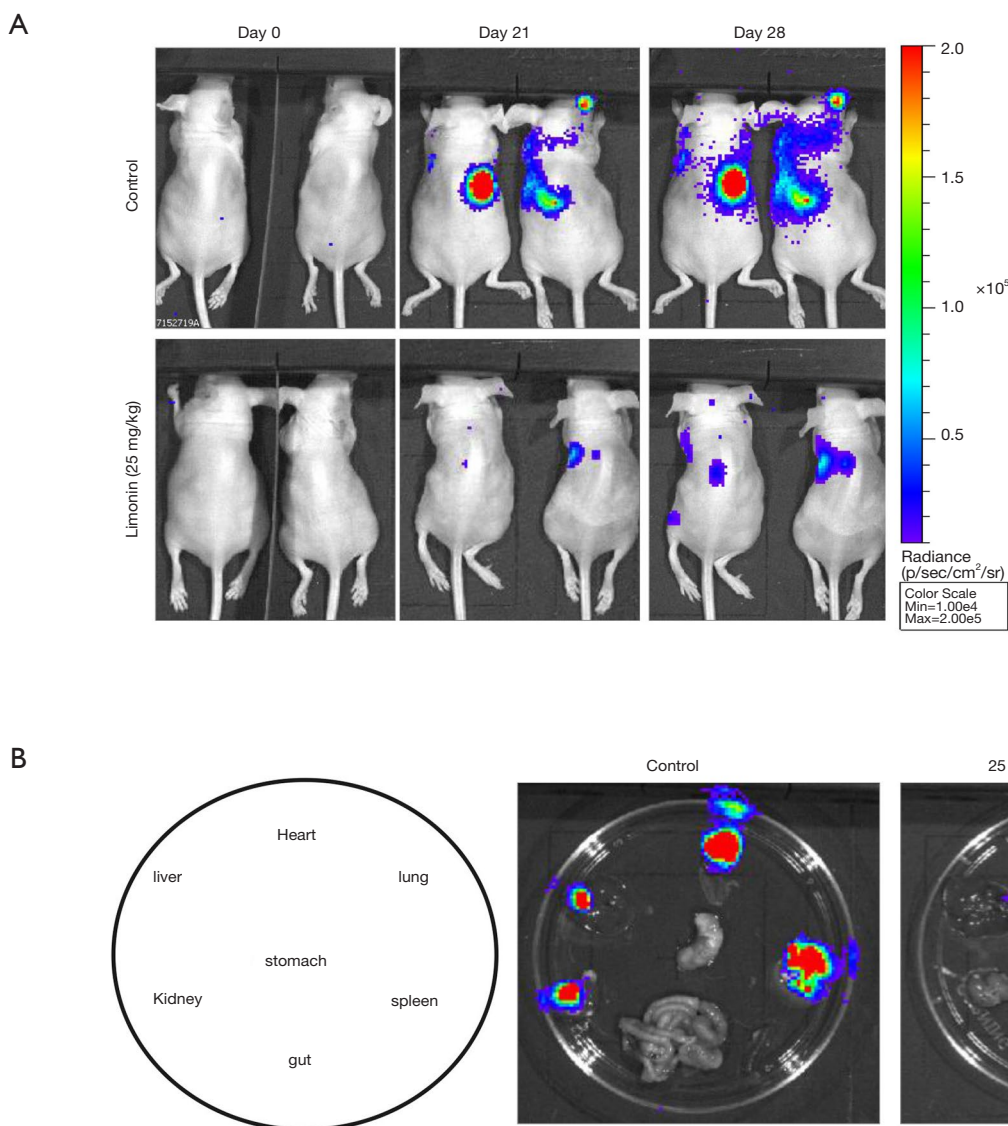 A
Day 0
Day 21
Day 28
Control
7152719A
Limonin (25 mg/kg)
2.0
1.5
×10⁵
1.0
0.5
Radiance
(p/sec/cm²/sr)
Color Scale
Min=1.00e4
Max=2.00e5
B
Control
25
Heart
liver
lung
stomach
Kidney
spleen
gut